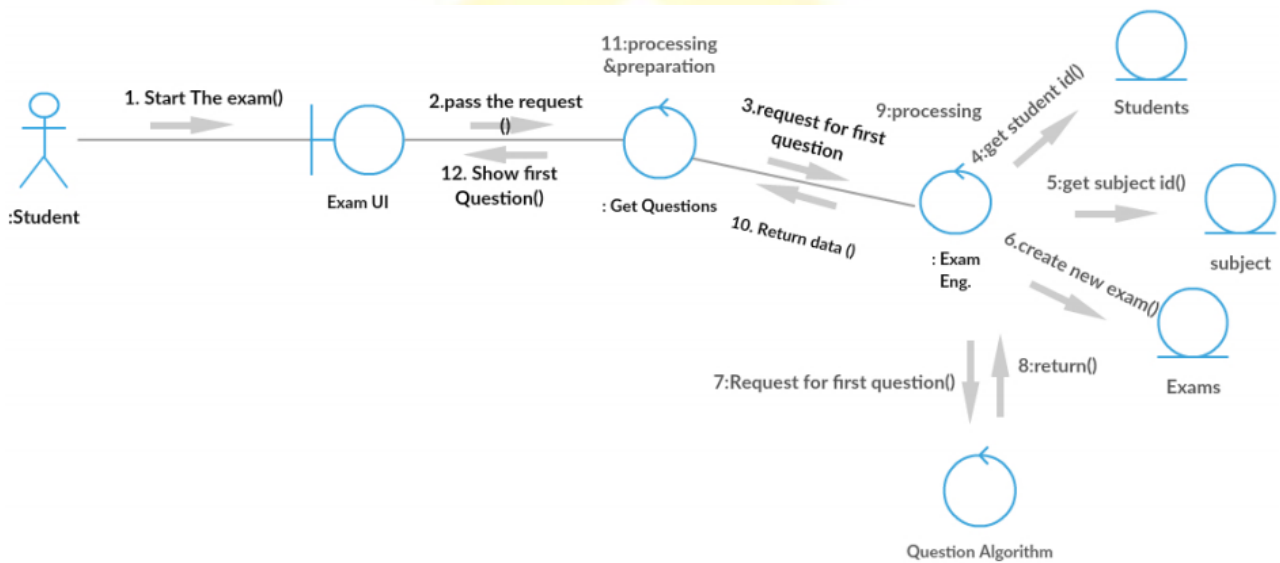 11:processing
&preparation
1. Start The exam()
2.pass the request
()
3.request for first
question
9:processing
4:get student id()
Students
12. Show first
Question()
5:get subject id()
Exam UI
: Get Questions
:Student
10. Return data ()
: Exam
Eng.
6.create new exam()
subject
7:Request for first question()
8:return()
Exams
Question Algorithm